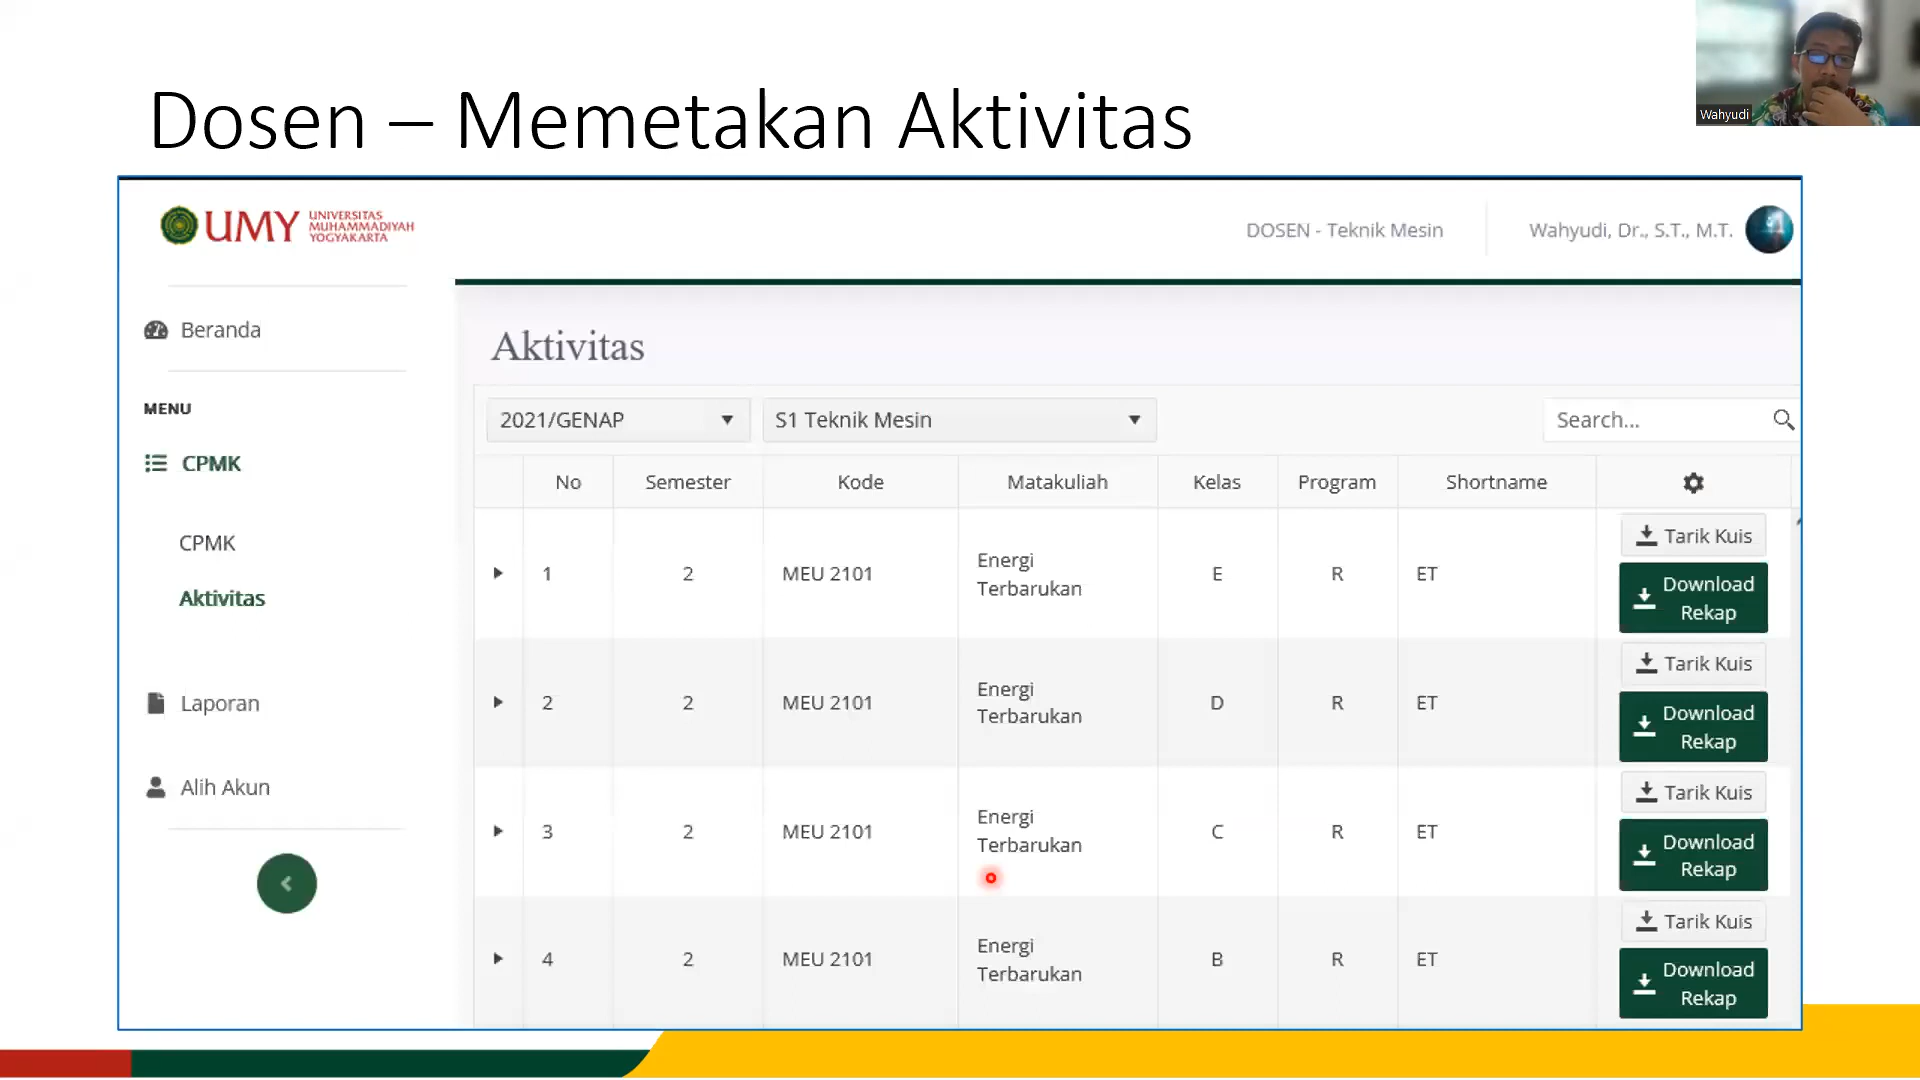 Dosen – Memetakan Aktivitas
Wahyudi
UMY
UNIVERSITAS
MUHAMMADIYAH
YOGYAKARTA
DOSEN - Teknik Mesin
Wahyudi, Dr., S.T., M.T.
Beranda
MENU
CPMK
CPMK
Aktivitas
Laporan
Alih Akun
Aktivitas
2021/GENAP
S1 Teknik Mesin
Search...
No Semester Kode Matakuliah Kelas Program Shortname
1 2 MEU 2101 Energi
Terbarukan E R ET
Tarik Kuis
Download
Rekap
2 2 MEU 2101 Energi
Terbarukan D R ET
Tarik Kuis
Download
Rekap
3 2 MEU 2101 Energi
Terbarukan C R ET
Tarik Kuis
Download
Rekap
4 2 MEU 2101 Energi
Terbarukan B R ET
Tarik Kuis
Download
Rekap